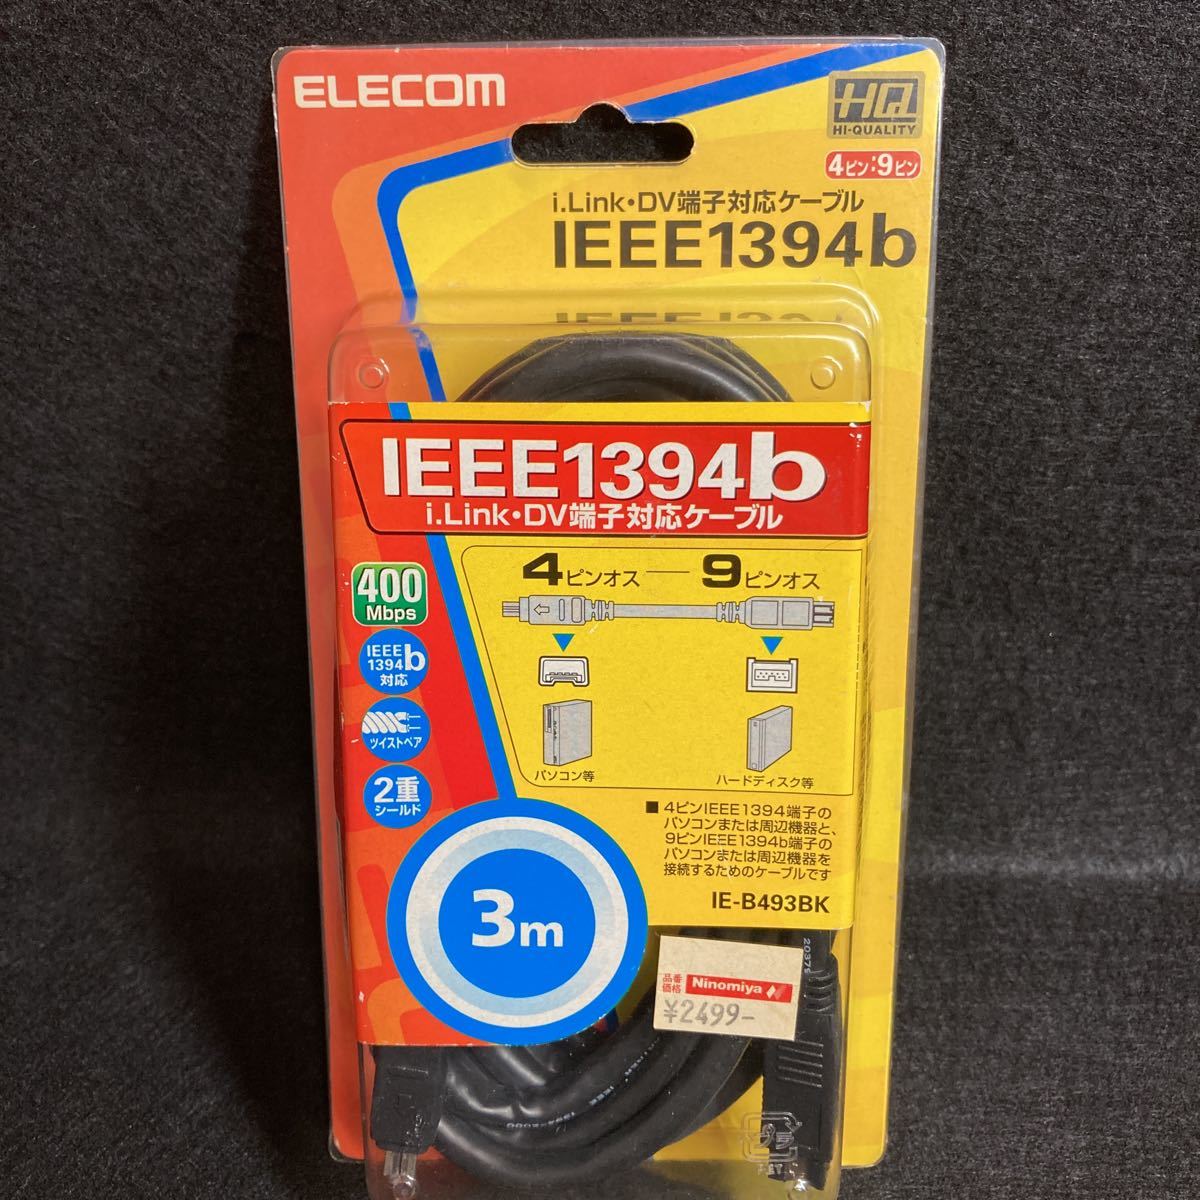 ELECOM
HQ
HI-QUALITY
4ピン:9ピン
i.Link・DV端子対応ケーブル
IEEE1394b
IEEE1394b
i.Link・DV端子対応ケーブル
4ピンオス
9ピンオス
400
Mbps
IEEE
1394b
対応
ツイストペア
2重
シールド
パソコン等
ハードディスク等
■4ピンIEEE1394端子の
パソコンまたは周辺機器と、
9ピンIEEE1394b端子の
パソコンまたは周辺機器を
接続するためのケーブルです
IE-B493BK
3m
品番
価格
Ninomiya
¥2499-
IEEE
プラ